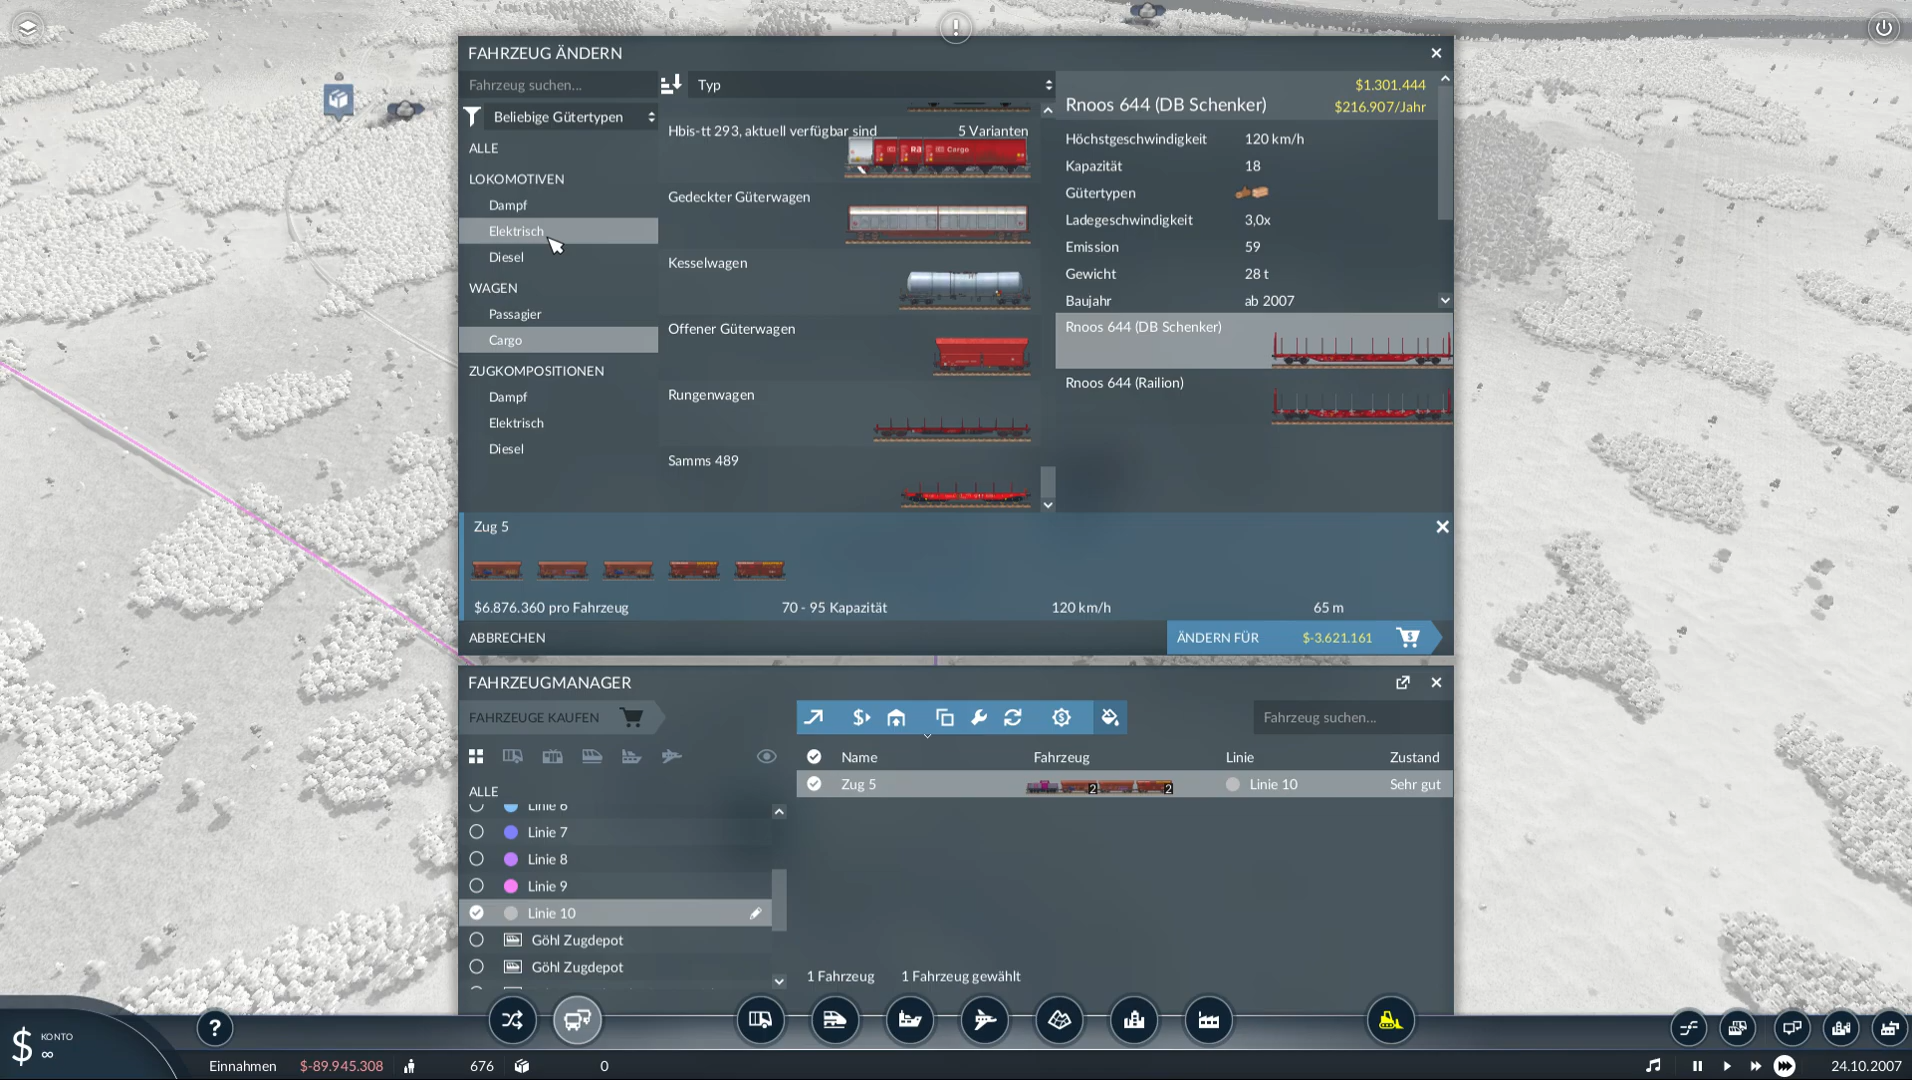 FAHRZEUG ÄNDERN
Fahrzeug suchen...
Typ
Beliebige Gütertypen
ALLE
LOKOMOTIVEN
Dampf
Elektrisch
Diesel
WAGEN
Passagier
Cargo
ZUGKOMPOSITIONEN
Dampf
Elektrisch
Diesel
Hbis-tt 293, aktuell verfügbar sind 5 Varianten
Cargo
Gedeckter Güterwagen
Kesselwagen
Offener Güterwagen
Rungenwagen
Samms 489
Rnoos 644 (DB Schenker)
$1.301.444
$216.907/Jahr
Höchstgeschwindigkeit 120 km/h
Kapazität 18
Gütertypen
Ladegeschwindigkeit 3,0x
Emission 59
Gewicht 28 t
Baujahr ab 2007
Rnoos 644 (DB Schenker)
Rnoos 644 (Railion)
Zug 5
$6.876.360 pro Fahrzeug 70 - 95 Kapazität 120 km/h 65 m
ABBRECHEN
ÄNDERN FÜR $-3.621.161
FAHRZEUGMANAGER
FAHRZEUGE KAUFEN
Fahrzeug suchen...
ALLE
Linie 6
Linie 7
Linie 8
Linie 9
Linie 10
Göhl Zugdepot
Göhl Zugdepot
Name Fahrzeug Linie Zustand
Zug 5 2 2 Linie 10 Sehr gut
1 Fahrzeug 1 Fahrzeug gewählt
$ KONTO
∞
?
Einnahmen $-89.945.308 676 0
24.10.2007